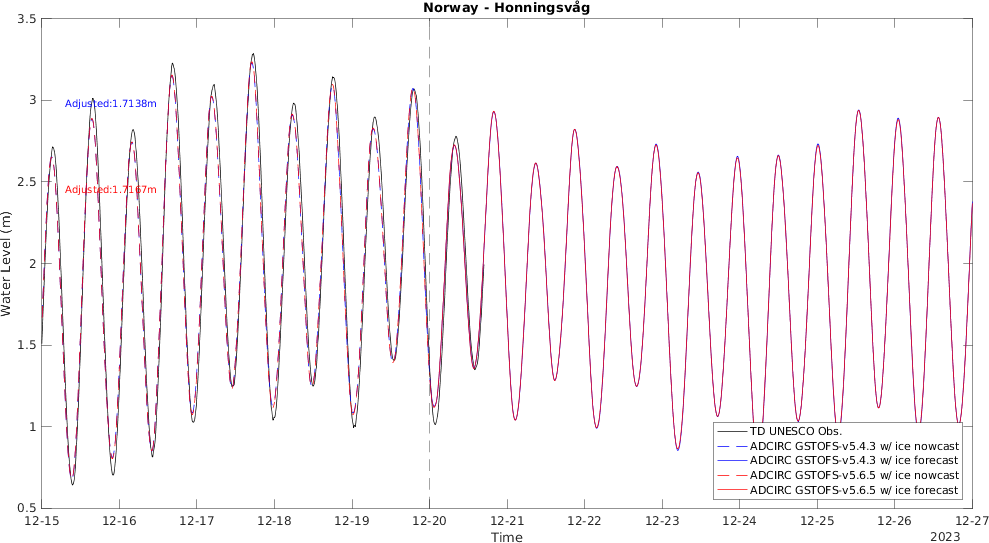 Norway - Honningsvåg
3.5
3
2.5
2
1.5
1
0.5
Water Level (m)
Adjusted:1.7138m
Adjusted:1.7167m
TD UNESCO Obs.
ADCIRC GSTOFS-v5.4.3 w/ ice nowcast
ADCIRC GSTOFS-v5.4.3 w/ ice forecast
ADCIRC GSTOFS-v5.6.5 w/ ice nowcast
ADCIRC GSTOFS-v5.6.5 w/ ice forecast
12-15 12-16 12-17 12-18 12-19 12-20 12-21 12-22 12-23 12-24 12-25 12-26 12-27
Time
2023